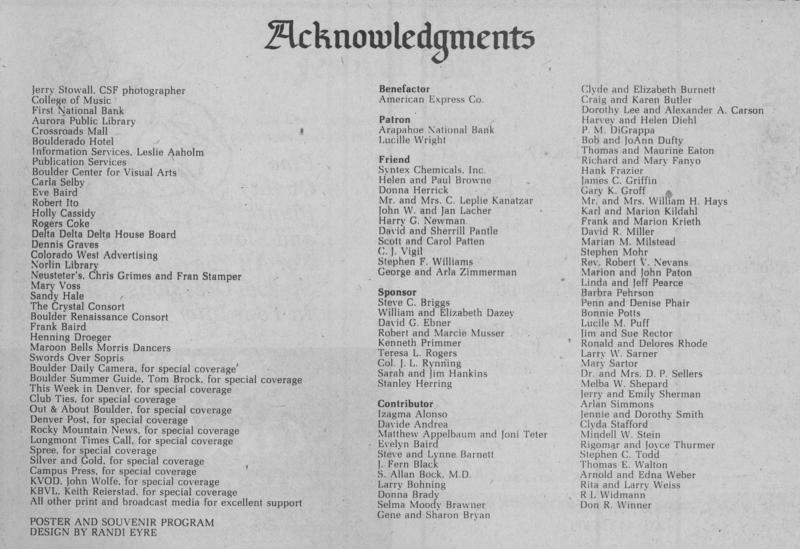 Acknowledgments
Jerry Stowall, CSF photographer
College of Music
First National Bank
Aurora Public Library
Crossroads Mall
Boulderado Hotel
Information Services, Leslie Aaholm
Publication Services
Boulder Center for Visual Arts
Carla Selby
Eve Baird
Robert Ito
Holly Cassidy
Rogers Coke
Delta Delta Delta House Board
Dennis Graves
Colorado West Advertising
Norlin Library
Neusteter's, Chris Grimes and Fran Stamper
Mary Voss
Sandy Hale
The Crystal Consort
Boulder Renaissance Consort
Frank Baird
Henning Droeger
Maroon Bells Morris Dancers
Swords Over Sopris
Boulder Daily Camera, for special coverage
Boulder Summer Guide, Tom Brock, for special coverage
This Week in Denver, for special coverage
Club Ties, for special coverage
Out & About Boulder, for special coverage
Denver Post, for special coverage
Rocky Mountain News, for special coverage
Longmont Times Call, for special coverage
Spree, for special coverage
Silver and Gold, for special coverage
Campus Press, for special coverage
KVOD, John Wolfe, for special coverage
KBVL, Keith Reierstad, for special coverage
All other print and broadcast media for excellent support
POSTER AND SOUVENIR PROGRAM
DESIGN BY RANDI EYRE
Benefactor
American Express Co.
Patron
Arapahoe National Bank
Lucille Wright
Friend
Syntex Chemicals, Inc.
Helen and Paul Browne
Donna Herrick
Mr. and Mrs. C. Leplie Kanatzar
John W. and Jan Lacher
Harry G. Newman
David and Sherrill Pantle
Scott and Carol Patten
C. J. Vigil
Stephen F. Williams
George and Arla Zimmerman
Sponsor
Steve C. Briggs
William and Elizabeth Dazey
David G. Ebner
Robert and Marcie Musser
Kenneth Primmer
Teresa L. Rogers
Col. J. L. Rynning
Sarah and Jim Hankins
Stanley Herring
Contributor
Izagma Alonso
Davide Andrea
Matthew Appelbaum and Joni Teter
Evelyn Baird
Steve and Lynne Barnett
J. Fern Black
S. Allan Bock, M.D.
Larry Bohning
Donna Brady
Selma Moody Brawner
Gene and Sharon Bryan
Clyde and Elizabeth Burnett
Craig and Karen Butler
Dorothy Lee and Alexander A. Carson
Harvey and Helen Diehl
P. M. DiGrappa
Bob and JoAnn Dufty
Thomas and Maurine Eaton
Richard and Mary Fanyo
Hank Frazier
James C. Griffin
Gary K. Groff
Mr. and Mrs. William H. Hays
Karl and Marion Kildahl
Frank and Marion Krieth
David R. Miller
Marian M. Milstead
Stephen Mohr
Rev. Robert V. Nevans
Marion and John Paton
Linda and Jeff Pearce
Barbra Pehrson
Penn and Denise Phair
Bonnie Potts
Lucile M. Puff
Jim and Sue Rector
Ronald and Delores Rhode
Larry W. Sarner
Mary Sartor
Dr. and Mrs. D. P. Sellers
Melba W. Shepard
Jerry and Emily Sherman
Arlan Simmons
Jennie and Dorothy Smith
Clyda Stafford
Mindell W. Stein
Rigomar and Joyce Thurmer
Stephen C. Todd
Thomas E. Walton
Arnold and Edna Weber
Rita and Larry Weiss
R L Widmann
Don R. Winner